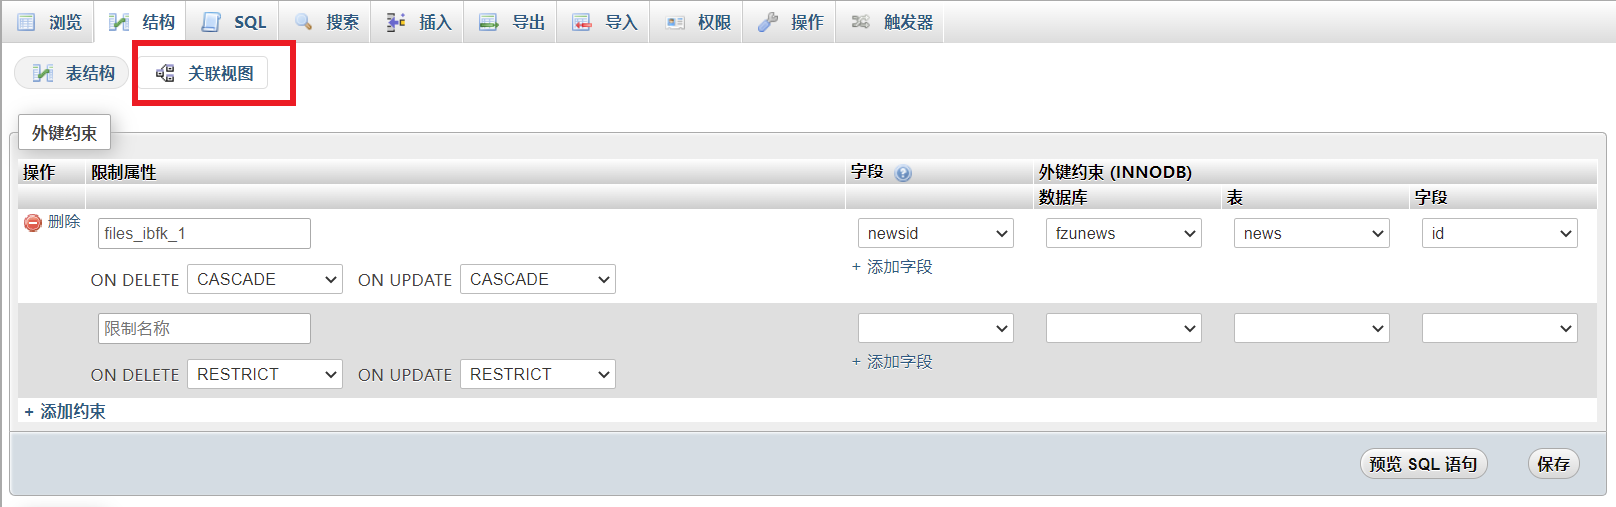 浏览 结构 SQL 搜索 插入 导出 导入 权限 操作 触发器
表结构 关联视图
外键约束
操作 限制属性 字段 外键约束 (INNODB)
数据库 表 字段
删除 files_ibfk_1 newsid fzunews news id
+ 添加字段
ON DELETE CASCADE ON UPDATE CASCADE
限制名称
+ 添加字段
ON DELETE RESTRICT ON UPDATE RESTRICT
+ 添加约束
预览 SQL 语句 保存